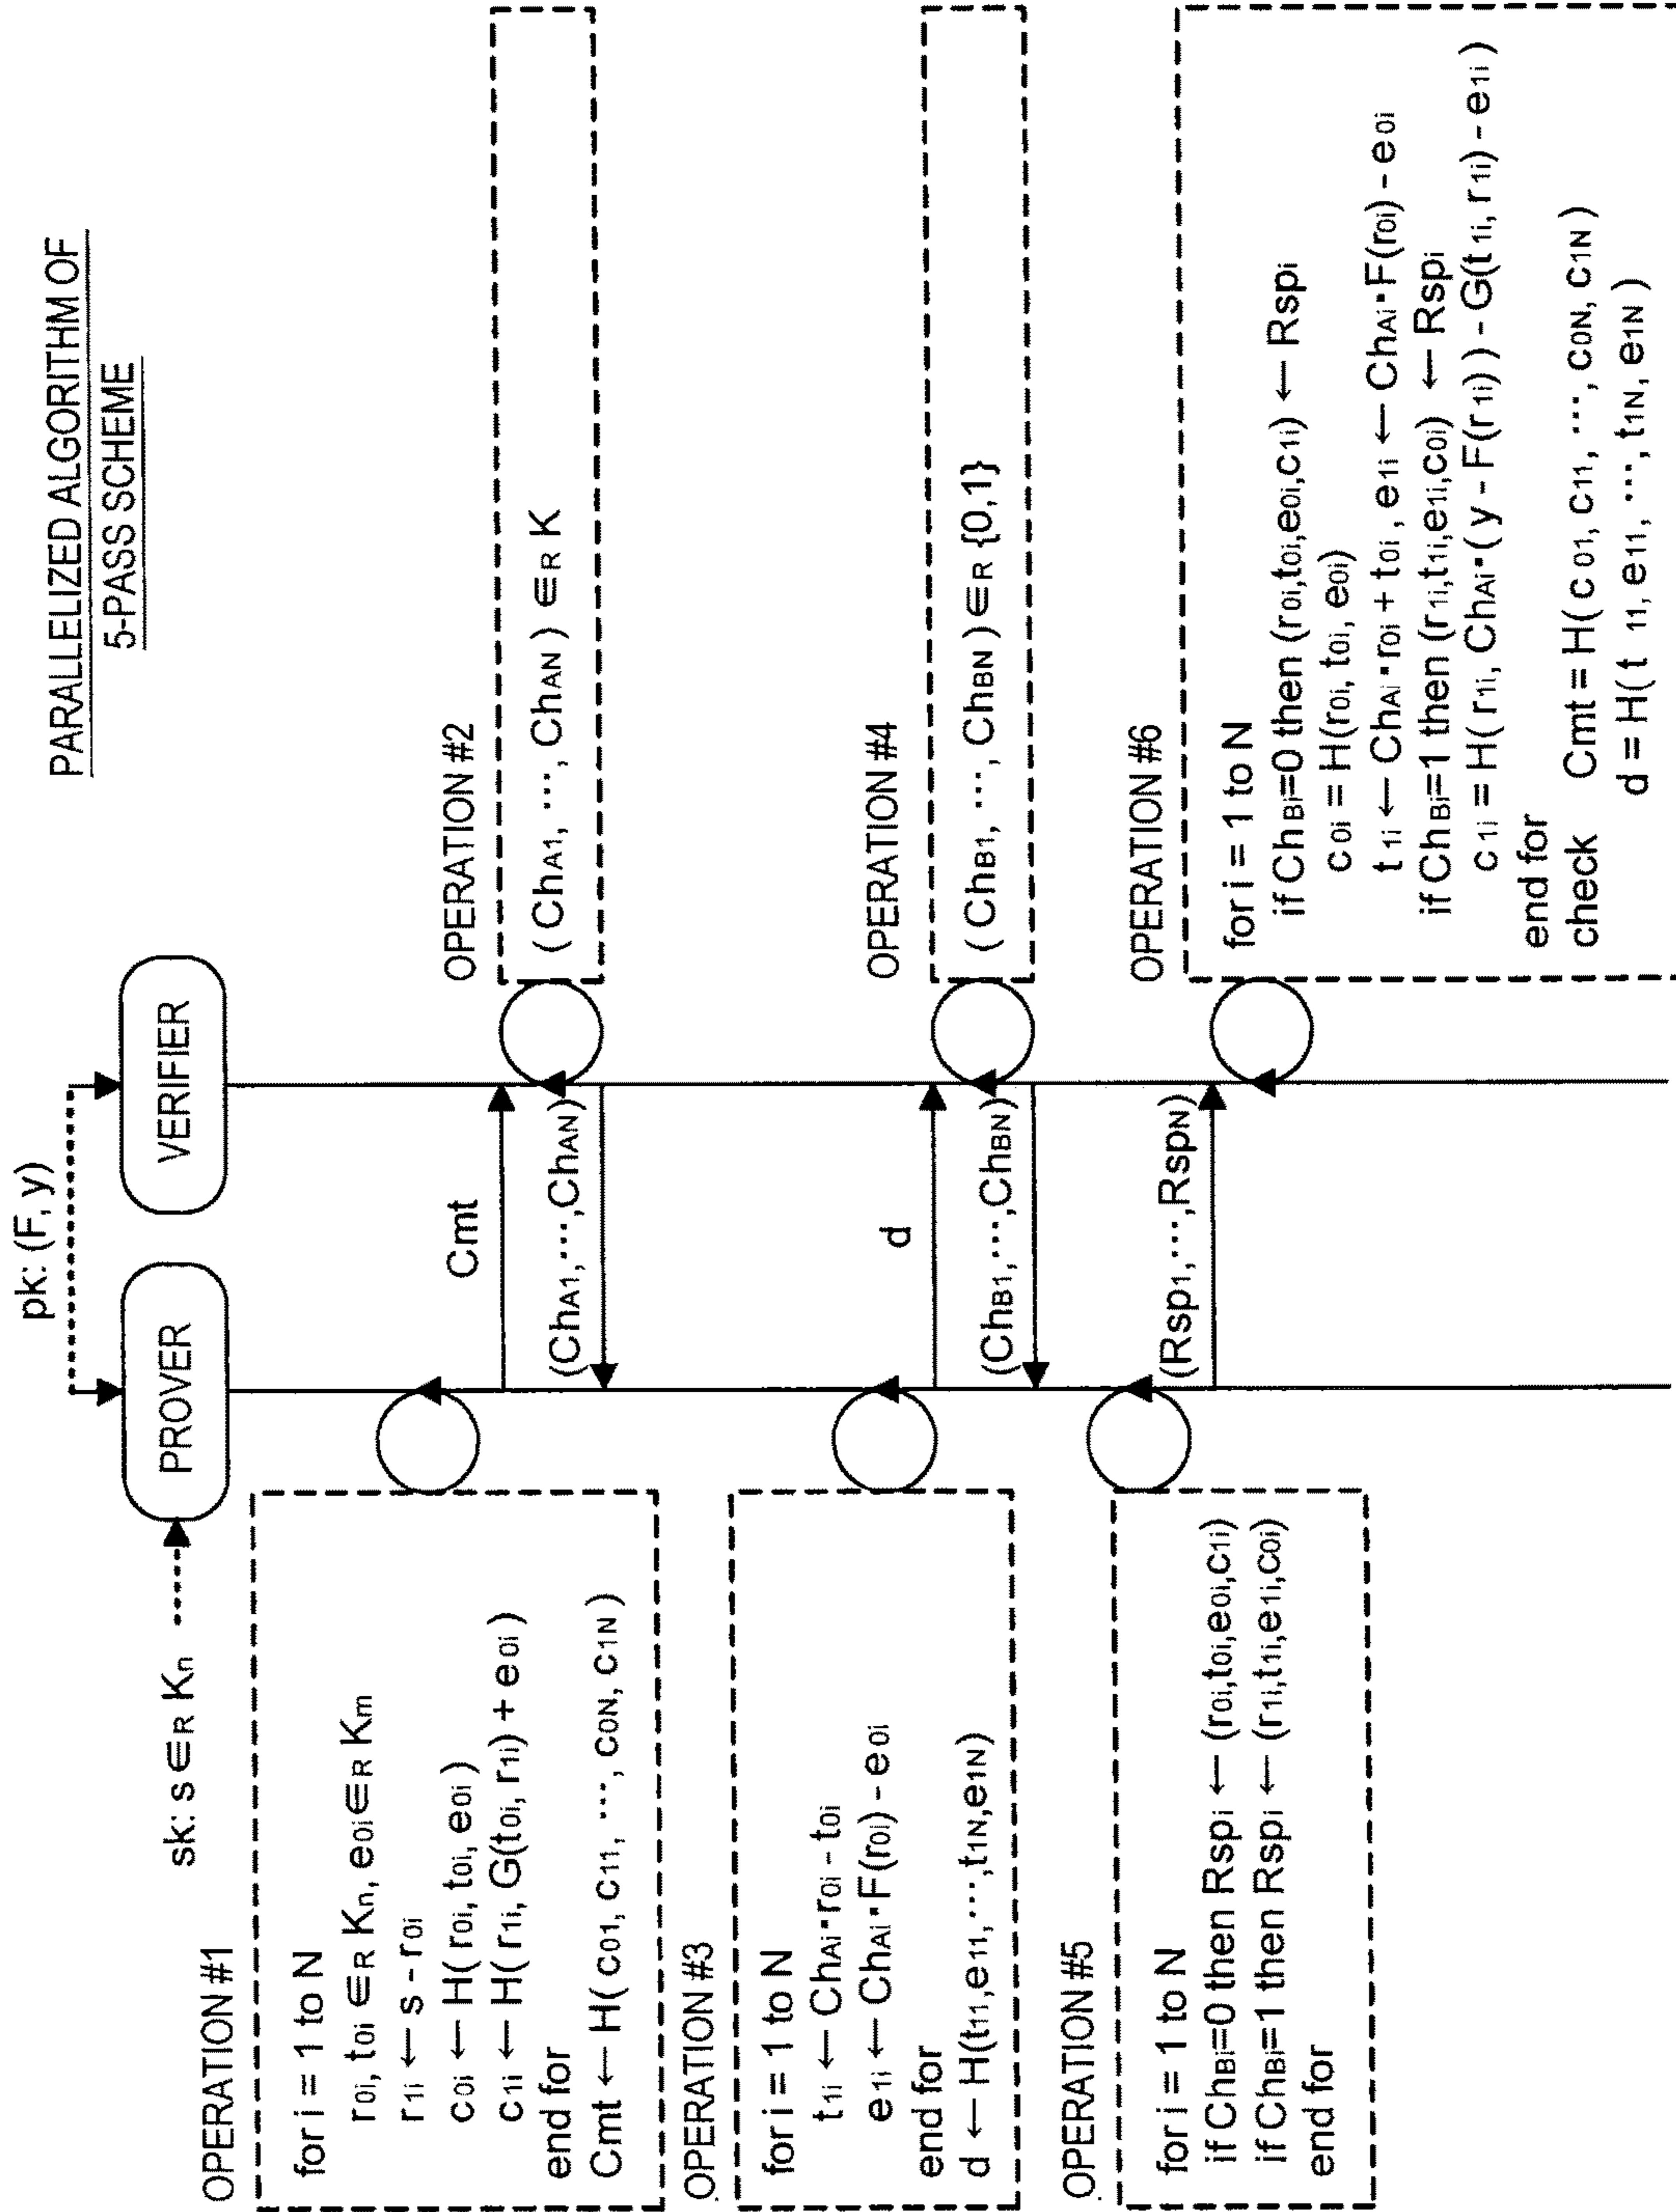 PARALLELIZED ALGORITHM OF
5-PASS SCHEME
pk: (F, y)
sk: s ∈R Kn
PROVER
VERIFIER
OPERATION #1
for i = 1 to N
r0i, t0i ∈R Kn, e0i ∈R Km
r1i ← s - r0i
c0i ← H( r0i, t0i, e0i )
c1i ← H( r1i, G(t0i, r1i) + e0i )
end for
Cmt ← H( c01, c11, ···, c0N, c1N )
Cmt
OPERATION #2
( ChA1, ···, ChAN ) ∈R K
(ChA1,···,ChAN)
OPERATION #3
for i = 1 to N
t1i ← ChAi·r0i - t0i
e1i ← ChAi·F(r0i) - e0i
end for
d ← H(t11,e11,···,t1N,e1N)
d
OPERATION #4
( ChB1, ···, ChBN ) ∈R {0,1}
(ChB1,···,ChBN)
OPERATION #5
for i = 1 to N
if ChBi=0 then Rspi ← (r0i,t0i,e0i,c1i)
if ChBi=1 then Rspi ← (r1i,t1i,e1i,c0i)
end for
(Rsp1,···,RspN)
OPERATION #6
for i = 1 to N
if ChBi=0 then (r0i,t0i,e0i,c1i) ← Rspi
c0i = H(r0i, t0i, e0i)
t1i ← ChAi·r0i + t0i, e1i ← ChAi·F(r0i) - e0i
if ChBi=1 then (r1i,t1i,e1i,c0i) ← Rspi
c1i = H( r1i, ChAi·( y - F(r1i) ) - G(t1i, r1i) - e1i )
end for
check Cmt = H( c01, c11, ···, c0N, c1N )
d = H( t11, e11, ···, t1N, e1N )